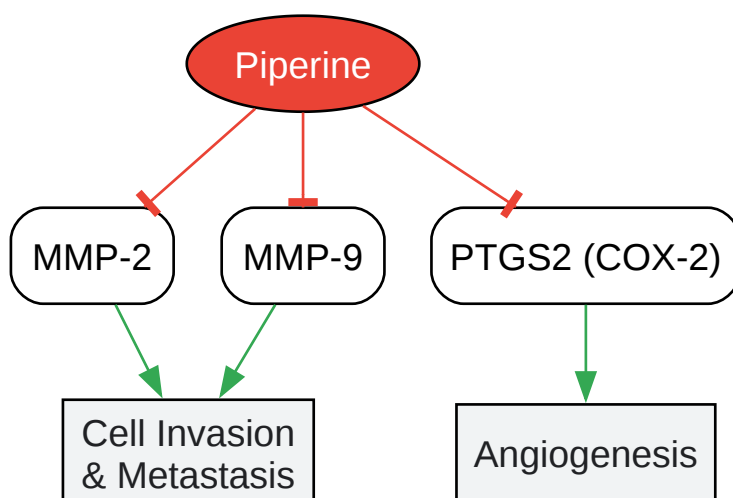 Piperine
MMP-2
MMP-9
PTGS2 (COX-2)
Cell Invasion
& Metastasis
Angiogenesis